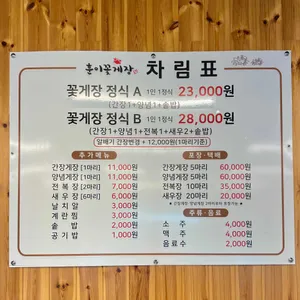 훈이꽃게장 차림표
꽃게장 정식 A 1인 1정식 23,000원
(간장1+양념1+솥밥)
꽃게장 정식 B 1인 1정식 28,000원
(간장1+양념1+전복1+새우2+솥밥)
알배기 간장변경 + 12,000원(1마리기준)
추가메뉴
간장게장 [1마리] 11,000원
양념게장 [1마리] 11,000원
전복장 [2미] 7,000원
새우장 [6미] 7,000원
날치알 3,000원
계란찜 3,000원
솥밥 2,000원
공기밥 1,000원
포장·택배
간장게장 5마리 60,000원
양념게장 5마리 60,000원
전복장 10마리 35,000원
새우장 20마리 20,000원
주류·음료
소주 4,000원
맥주 4,000원
음료수 2,000원